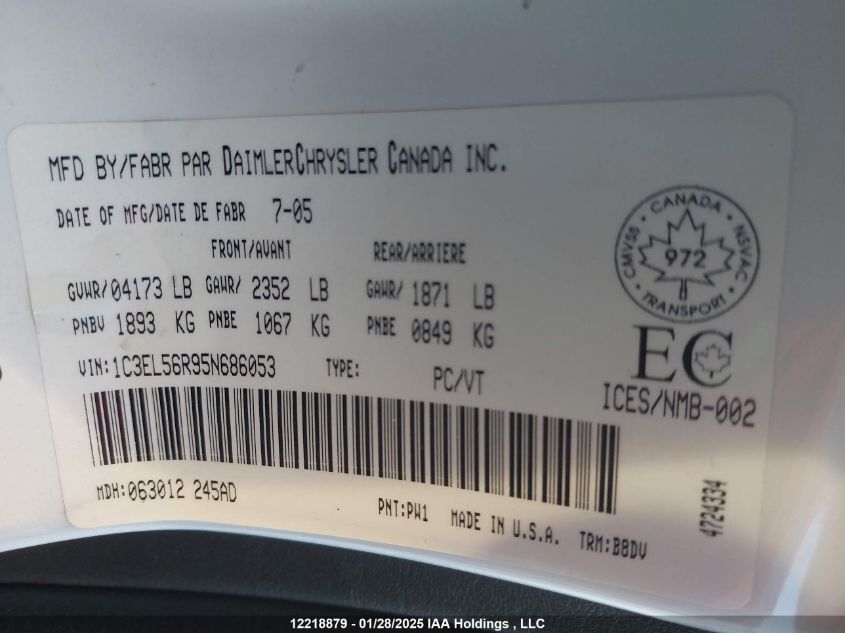 MFD BY/FABR PAR DAIMLERCHRYSLER CANADA INC.
DATE OF MFG/DATE DE FABR 7-05
FRONT/AVANT REAR/ARRIERE
GVWR/04173 LB GAWR/ 2352 LB GAWR/ 1871 LB
PNBV 1893 KG PNBE 1067 KG PNBE 0849 KG
VIN:1C3EL56R95N686053 TYPE: PC/VT
CANADA
CMVSS 972 NSVAC
TRANSPORT
EC
ICES/NMB-002
MDH:063012 245AD
PNT:PW1 MADE IN U.S.A. TRM:B8DV
4724334
12218879 - 01/28/2025 IAA Holdings , LLC